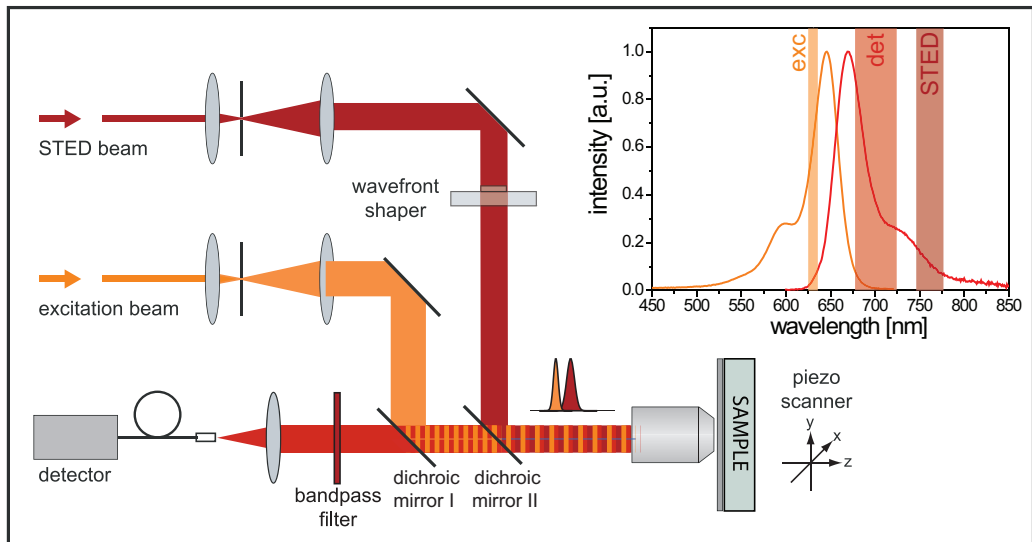 STED beam
wavefront
shaper
excitation beam
detector
bandpass
filter
dichroic
mirror I
dichroic
mirror II
SAMPLE
piezo
scanner
y
x
z
exc
det
STED
intensity [a.u.]
1.0
0.8
0.6
0.4
0.2
0.0
450 500 550 600 650 700 750 800 850
wavelength [nm]